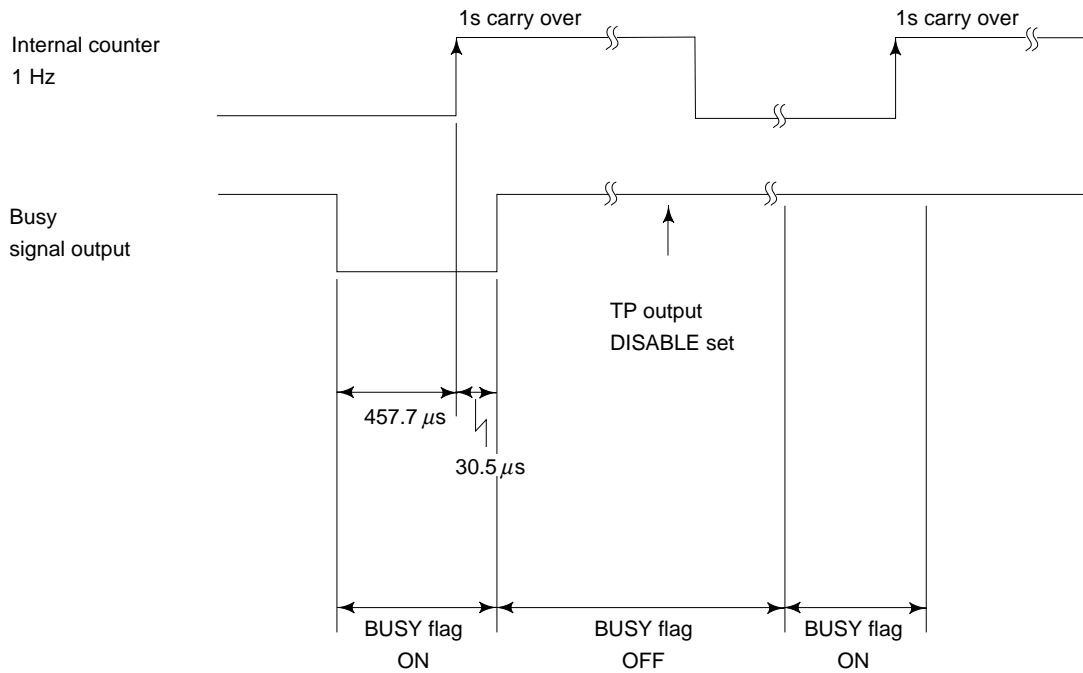 1s carry over
1s carry over
Internal counter
1 Hz
Busy
signal output
TP output
DISABLE set
457.7 μs
30.5 μs
BUSY flag
ON
BUSY flag
OFF
BUSY flag
ON